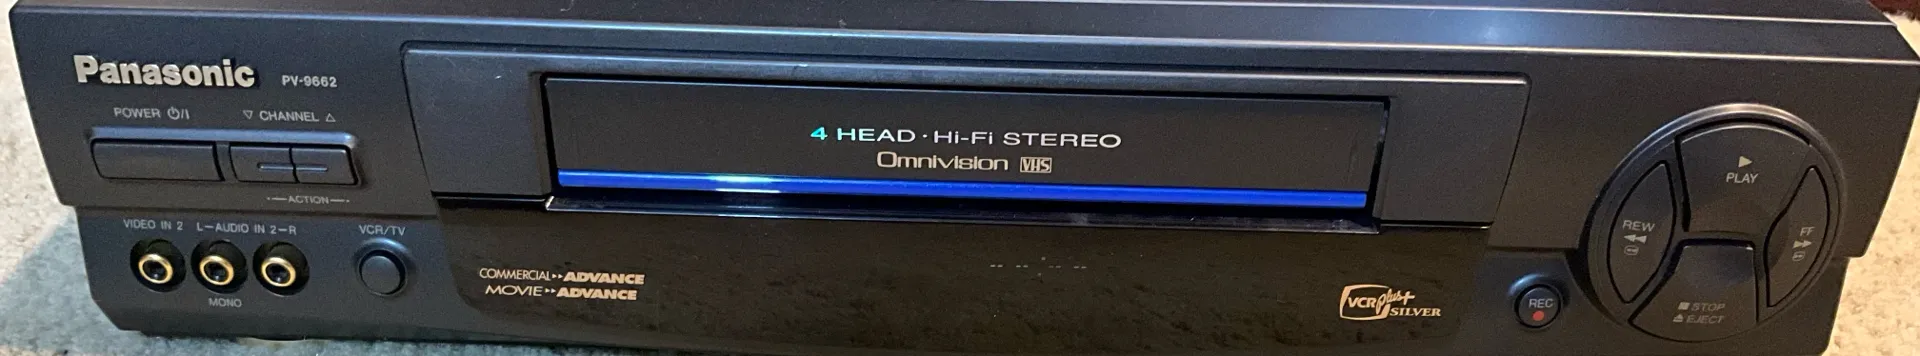 Panasonic PV-9662
POWER ⏻/I ▽ CHANNEL △
ACTION
VIDEO IN 2 L-AUDIO IN 2-R
MONO
VCR/TV
4 HEAD · Hi-Fi STEREO
Omnivision VHS
COMMERCIAL▸▸ADVANCE
MOVIE▸▸ADVANCE
-- --:-- --
VCR Plus+
SILVER
REC
▶
PLAY
REW
◀◀
FF
▶▶
■ STOP
⏏ EJECT